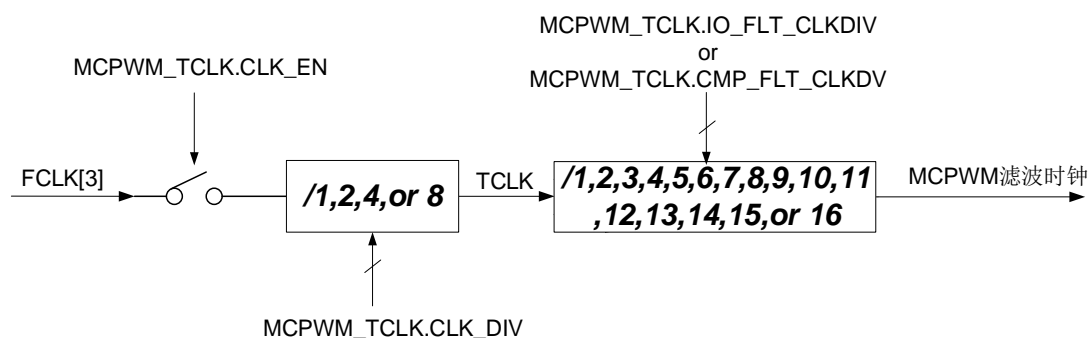 MCPWM_TCLK.IO_FLT_CLKDIV
or
MCPWM_TCLK.CMP_FLT_CLKDV
MCPWM_TCLK.CLK_EN
FCLK[3]
/1,2,4,or 8
TCLK
/1,2,3,4,5,6,7,8,9,10,11
,12,13,14,15,or 16
MCPWM滤波时钟
MCPWM_TCLK.CLK_DIV